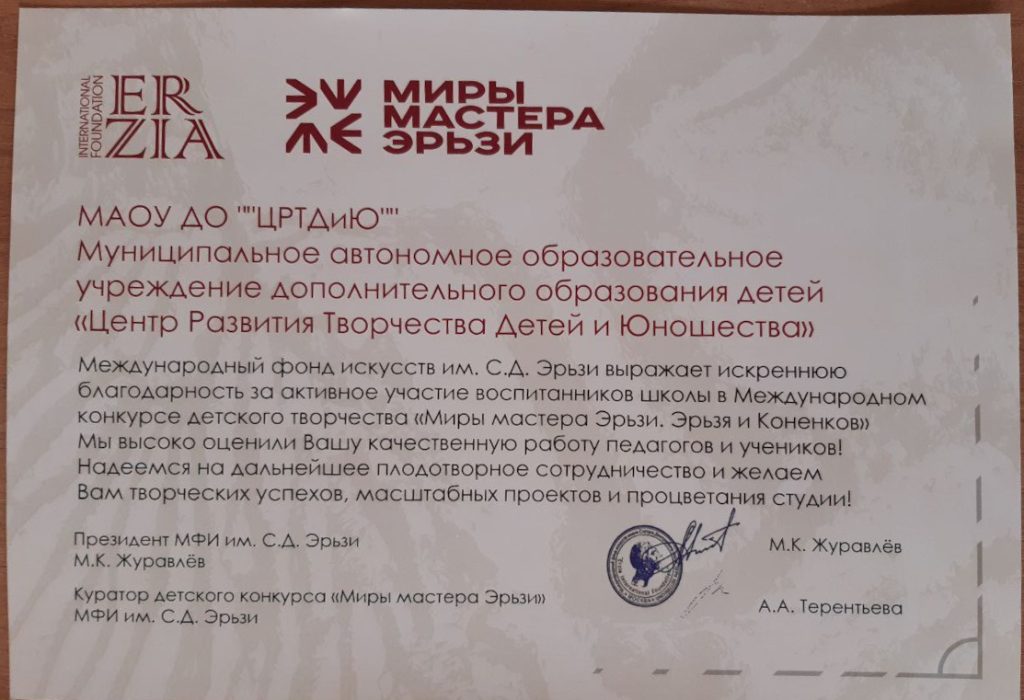 INTERNATIONAL
FOUNDATION
ER
ZIA
МИРЫ
МАСТЕРА
ЭРЬЗИ
МАОУ ДО ""ЦРТДиЮ""
Муниципальное автономное образовательное
учреждение дополнительного образования детей
«Центр Развития Творчества Детей и Юношества»
Международный фонд искусств им. С.Д. Эрьзи выражает искреннюю
благодарность за активное участие воспитанников школы в Международном
конкурсе детского творчества «Миры мастера Эрьзи. Эрьзя и Коненков»
Мы высоко оценили Вашу качественную работу педагогов и учеников!
Надеемся на дальнейшее плодотворное сотрудничество и желаем
Вам творческих успехов, масштабных проектов и процветания студии!
Президент МФИ им. С.Д. Эрьзи
М.К. Журавлёв
М.К. Журавлёв
Куратор детского конкурса «Миры мастера Эрьзи»
МФИ им. С.Д. Эрьзи
А.А. Терентьева